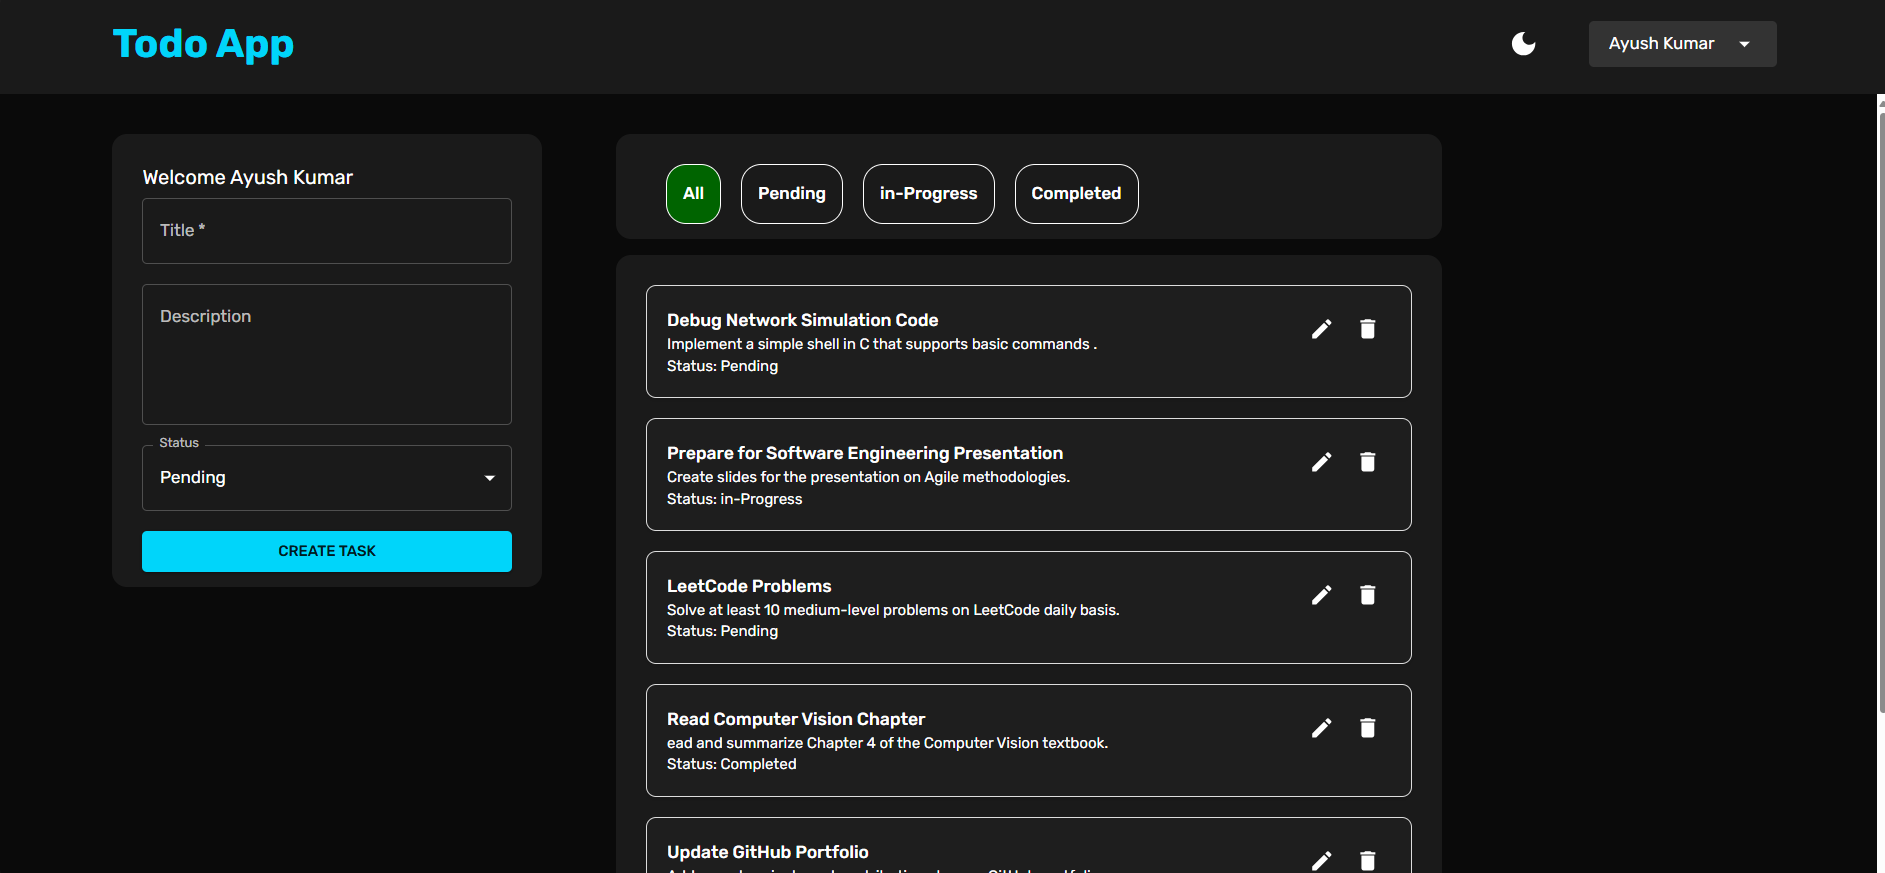 Todo App
Ayush Kumar
Welcome Ayush Kumar
Title *
Description
Status
Pending
CREATE TASK
All
Pending
in-Progress
Completed
Debug Network Simulation Code
Implement a simple shell in C that supports basic commands .
Status: Pending
Prepare for Software Engineering Presentation
Create slides for the presentation on Agile methodologies.
Status: in-Progress
LeetCode Problems
Solve at least 10 medium-level problems on LeetCode daily basis.
Status: Pending
Read Computer Vision Chapter
ead and summarize Chapter 4 of the Computer Vision textbook.
Status: Completed
Update GitHub Portfolio